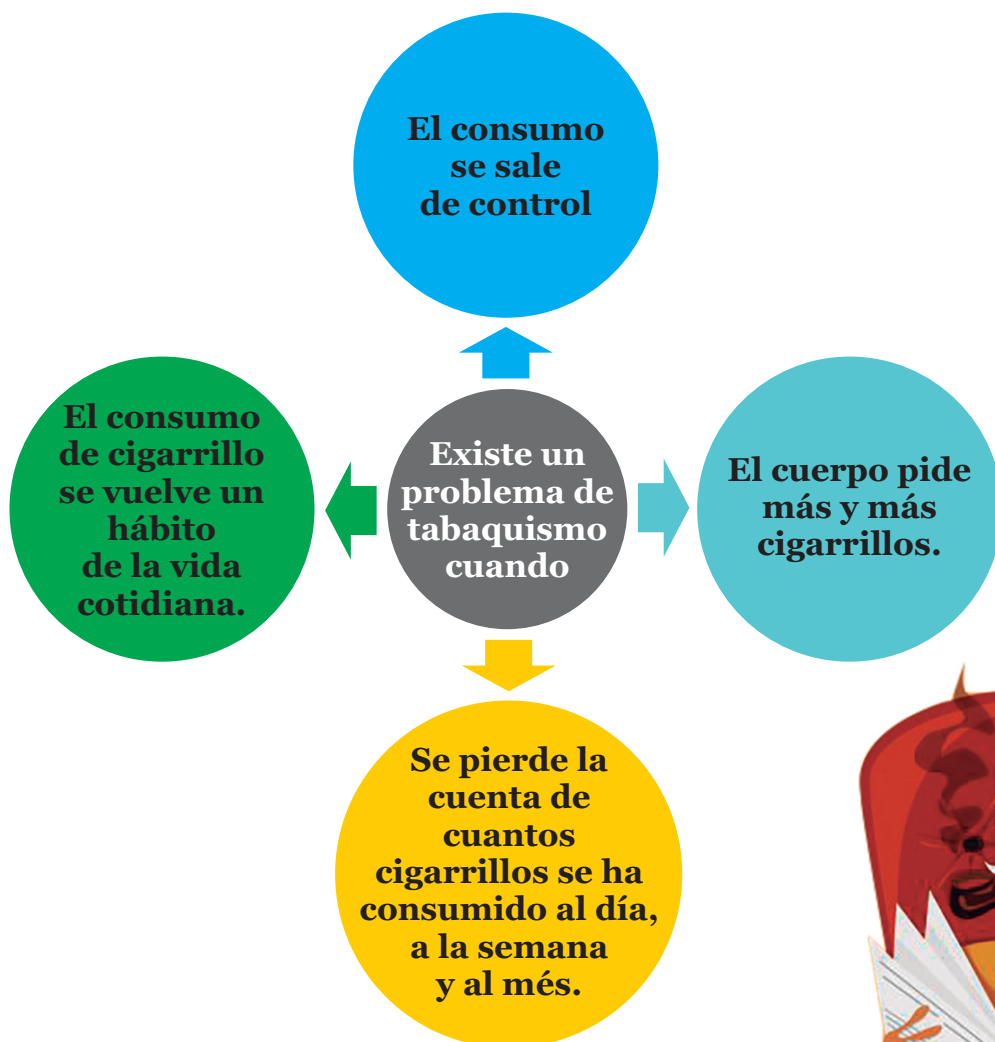 El consumo
se sale
de control
El consumo
de cigarrillo
se vuelve un
hábito
de la vida
cotidiana.
Existe un
problema de
tabaquismo
cuando
El cuerpo pide
más y más
cigarrillos.
Se pierde la
cuenta de
cuantos
cigarrillos se ha
consumido al día,
a la semana
y al més.